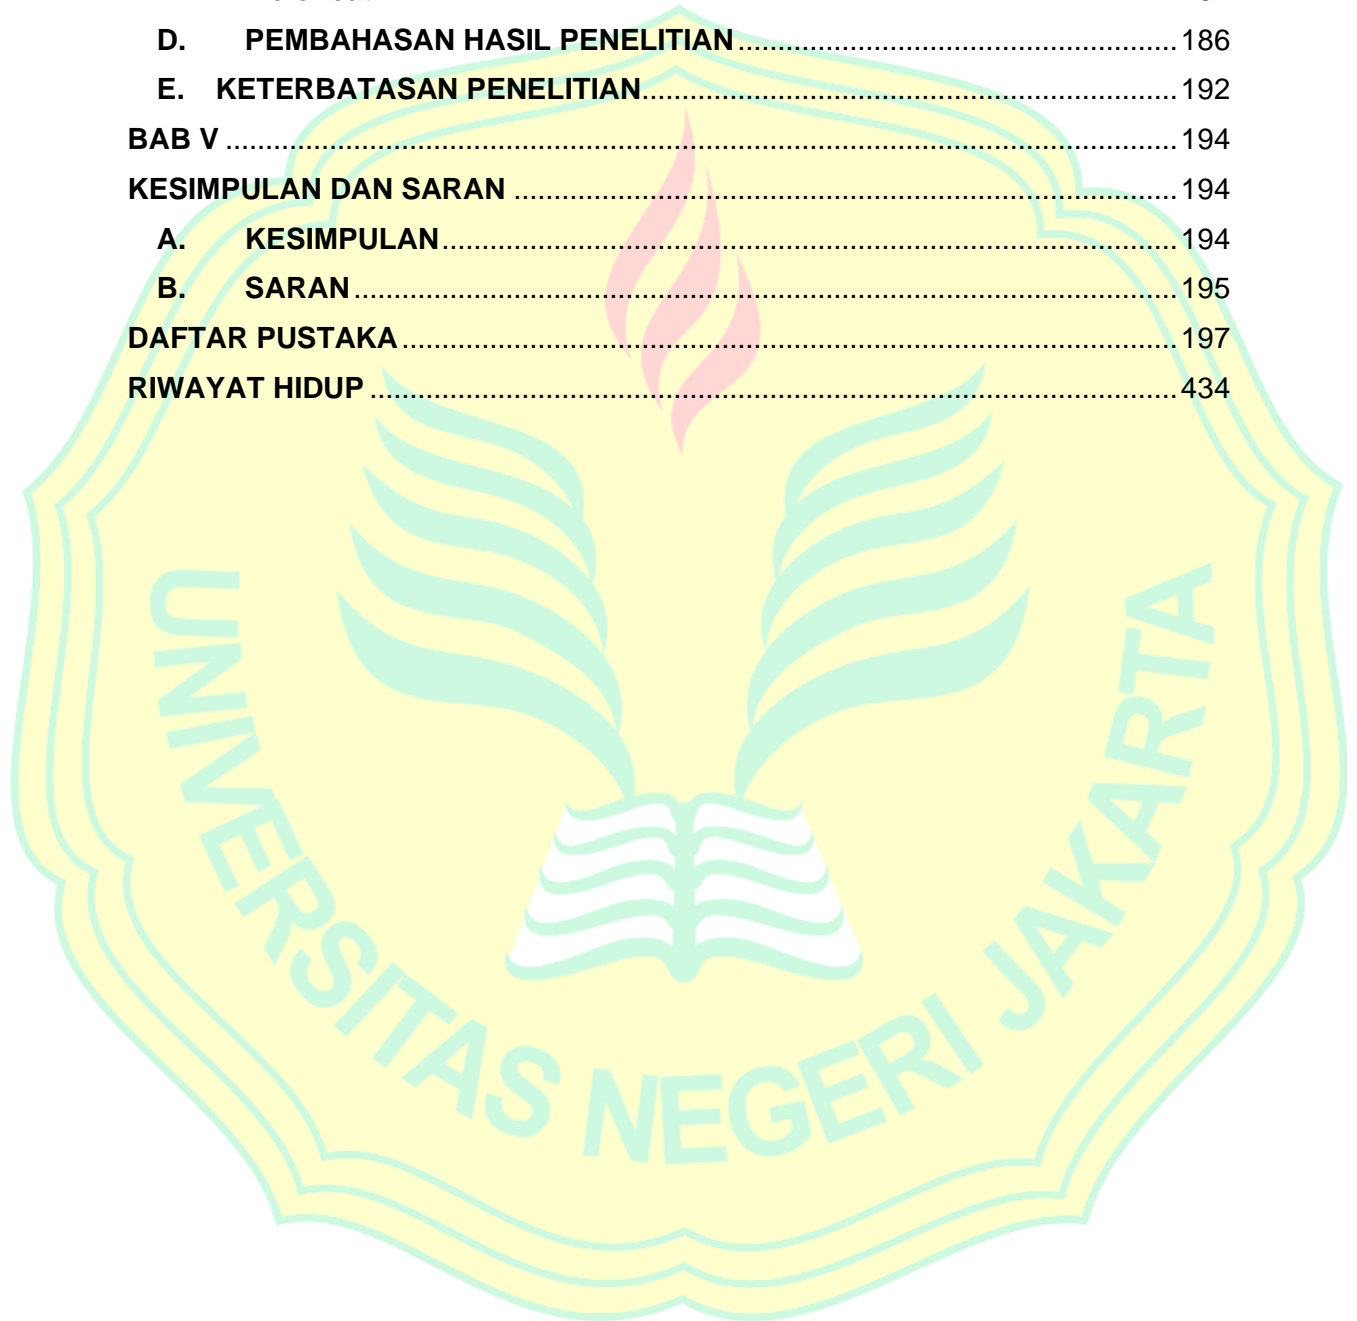 D. PEMBAHASAN HASIL PENELITIAN ........................................................ 186
E. KETERBATASAN PENELITIAN.................................................................... 192
BAB V ........................................................................................................................ 194
KESIMPULAN DAN SARAN .................................................................................... 194
A. KESIMPULAN ............................................................................................. 194
B. SARAN ........................................................................................................ 195
DAFTAR PUSTAKA .................................................................................................. 197
RIWAYAT HIDUP ...................................................................................................... 434
UNIVERSITAS NEGERI JAKARTA